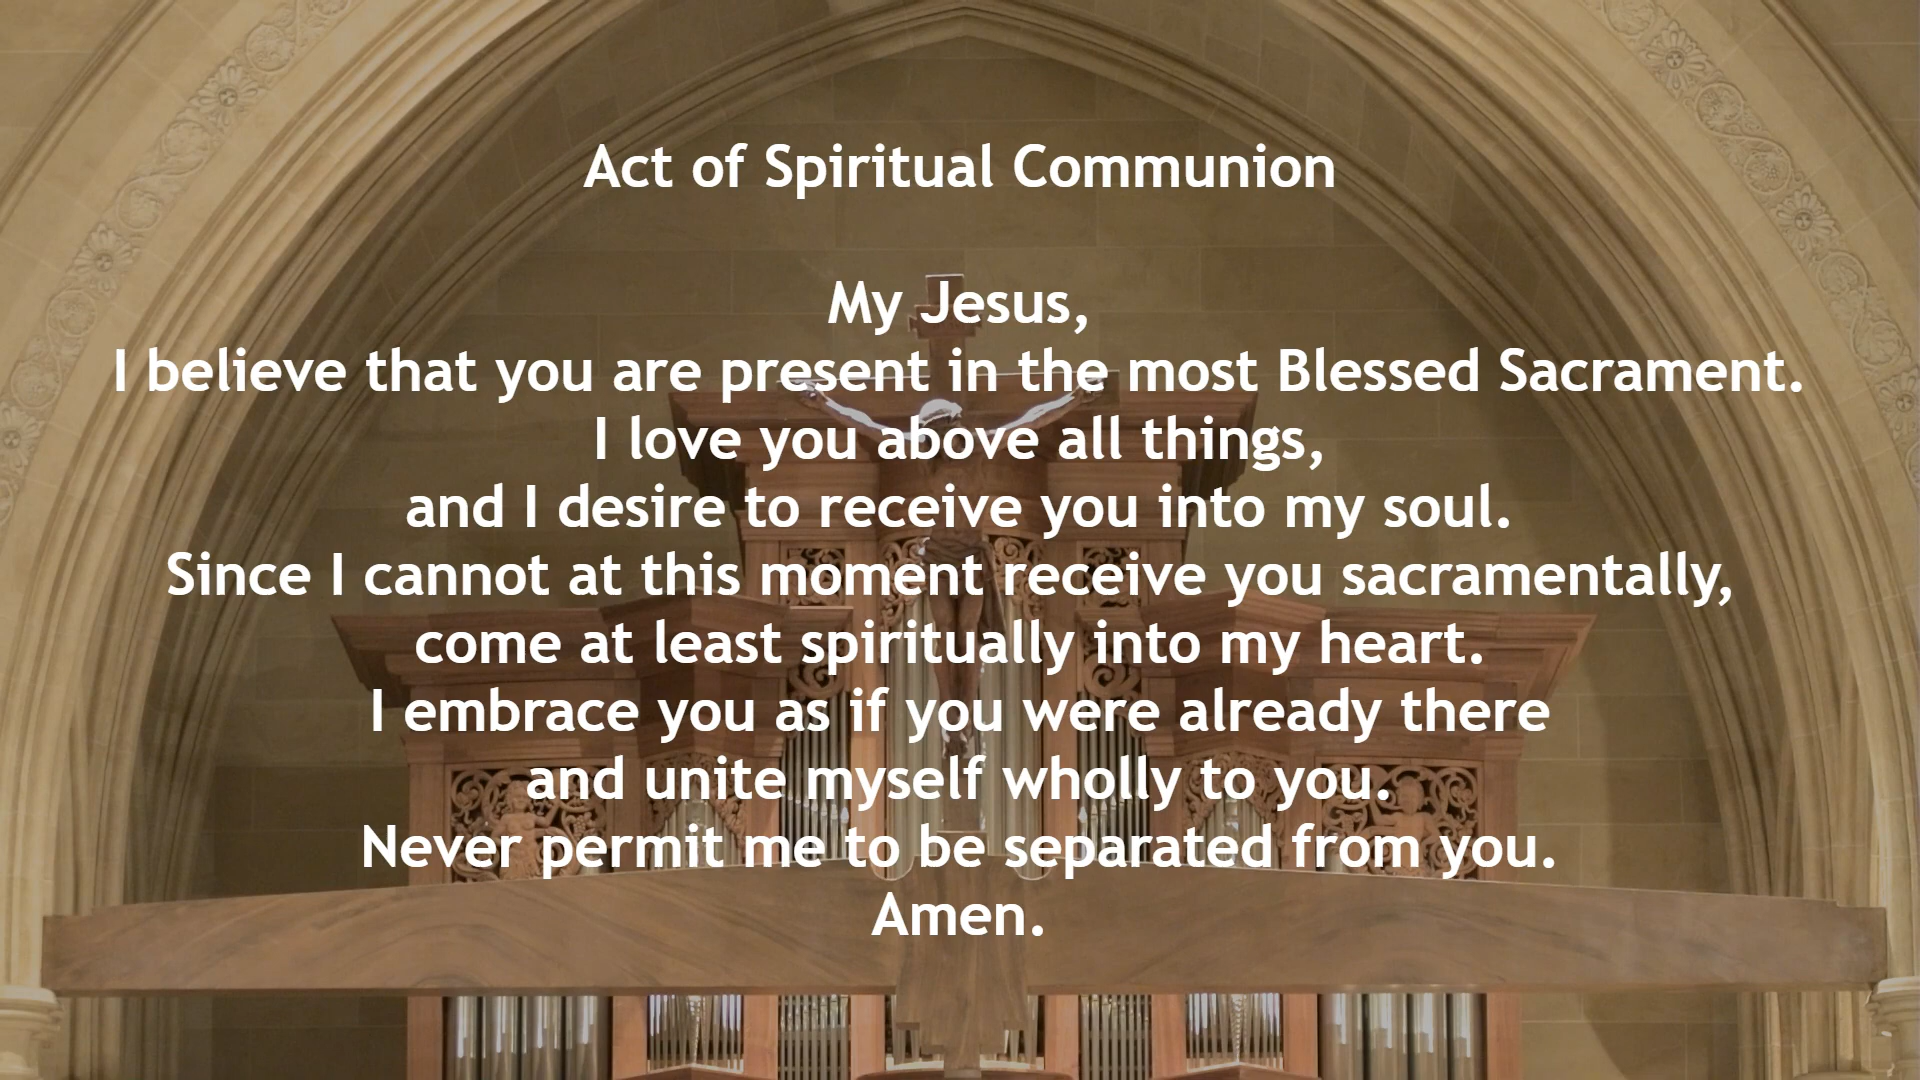 Act of Spiritual Communion
My Jesus,
I believe that you are present in the most Blessed Sacrament.
I love you above all things,
and I desire to receive you into my soul.
Since I cannot at this moment receive you sacramentally,
come at least spiritually into my heart.
I embrace you as if you were already there
and unite myself wholly to you.
Never permit me to be separated from you.
Amen.